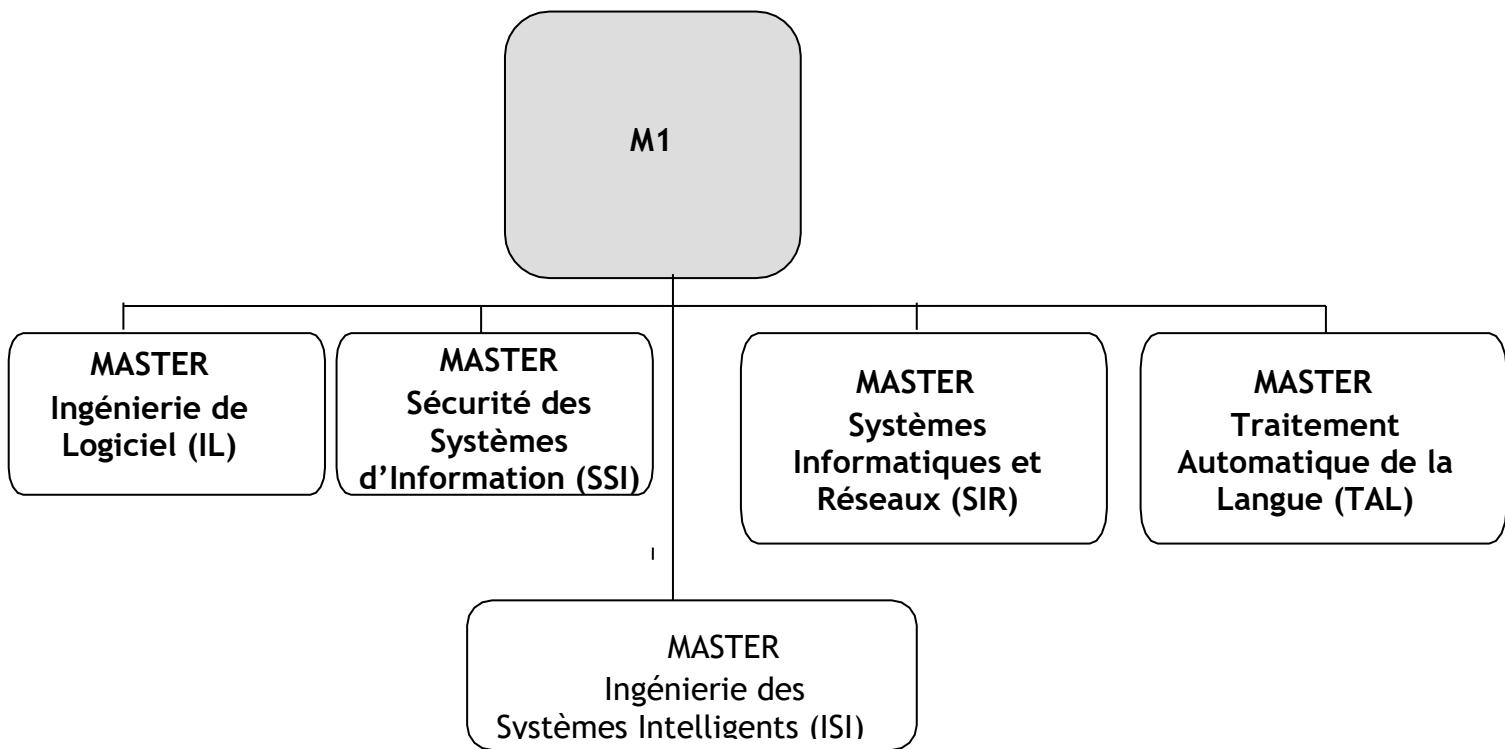 M1
MASTER
Ingénierie de
Logiciel (IL)
MASTER
Sécurité des
Systèmes
d’Information (SSI)
MASTER
Systèmes
Informatiques et
Réseaux (SIR)
MASTER
Traitement
Automatique de la
Langue (TAL)
MASTER
Ingénierie des
Systèmes Intelligents (ISI)